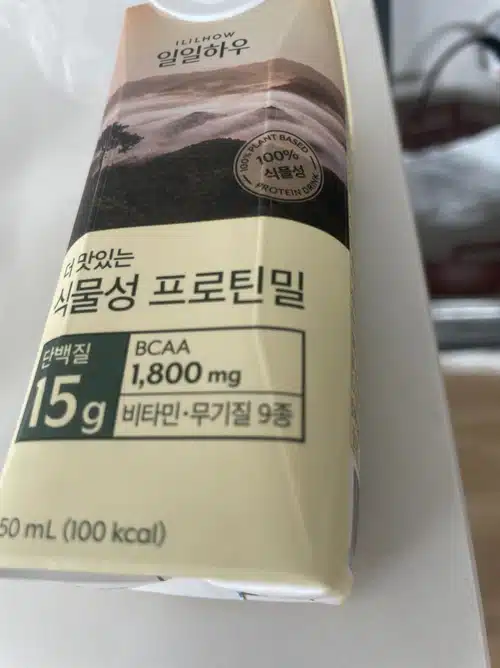 ILILHOW
일일하우
100% PLANT BASED
100%
식물성
PROTEIN DRINK
더 맛있는
식물성 프로틴밀
단백질
15g
BCAA
1,800 mg
비타민·무기질 9종
50 mL (100 kcal)